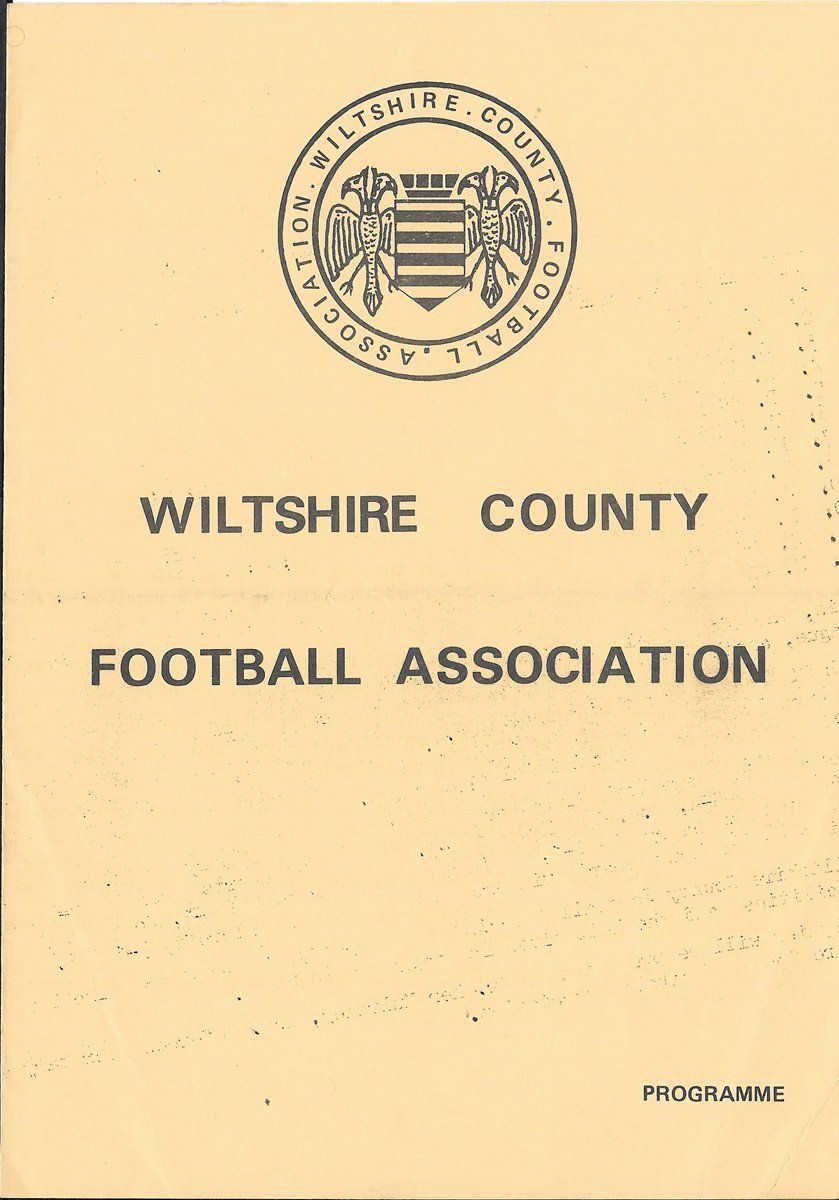 WILTSHIRE . COUNTY . FOOTBALL . ASSOCIATION .
WILTSHIRE COUNTY
FOOTBALL ASSOCIATION
PROGRAMME